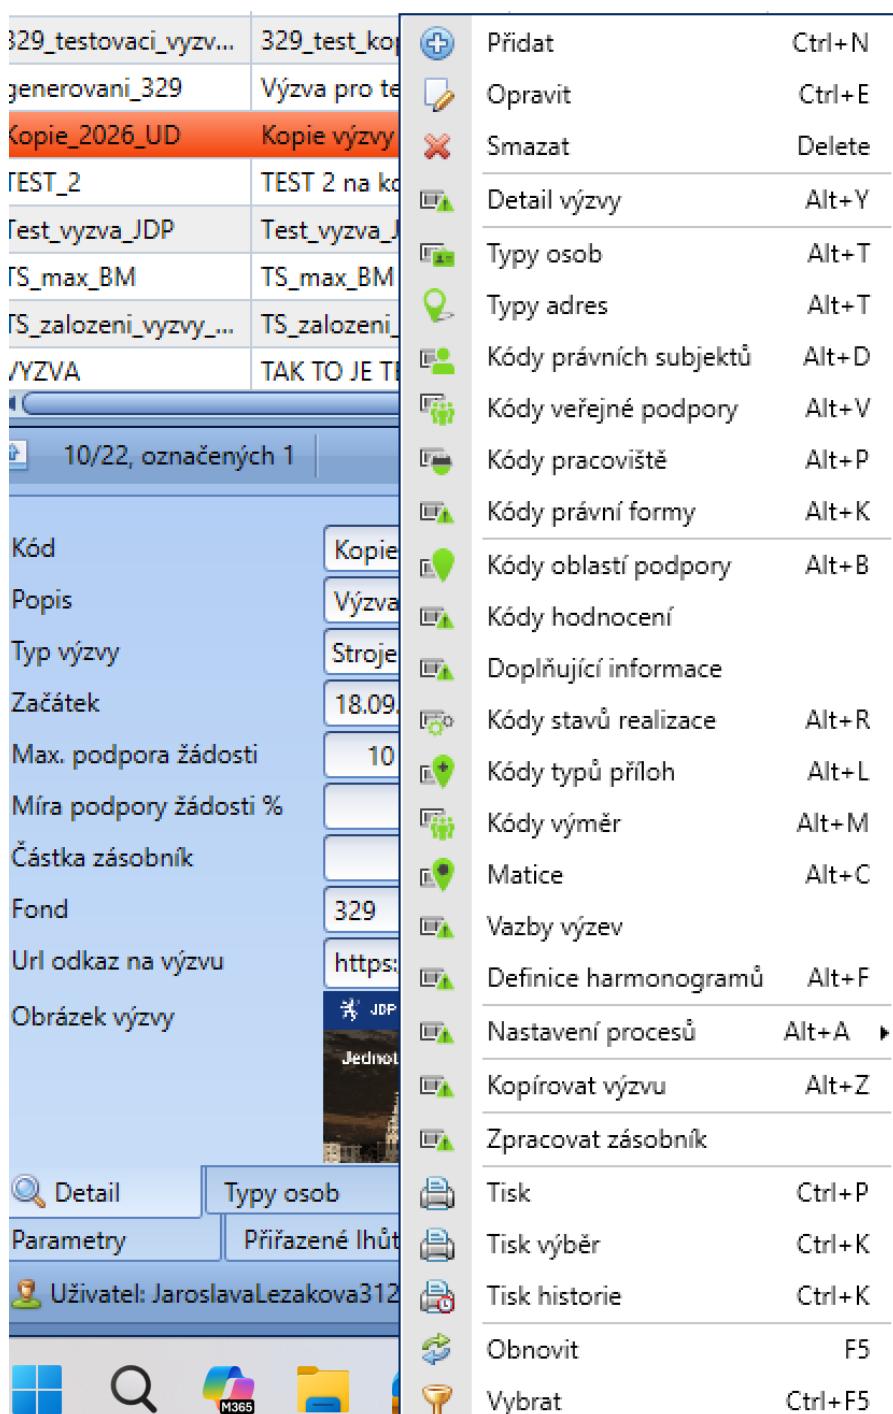 329_testovaci_vyzv... 329_test_kop
generovani_329 Výzva pro te
Kopie_2026_UD Kopie výzvy
TEST_2 TEST 2 na ko
Test_vyzva_JDP Test_vyzva_J
TS_max_BM TS_max_BM
TS_zalozeni_vyzvy_... TS_zalozeni_
VYZVA TAK TO JE TE
10/22, označených 1
Kód Kopie
Popis Výzva
Typ výzvy Stroje
Začátek 18.09.
Max. podpora žádosti 10
Míra podpory žádosti %
Částka zásobník
Fond 329
Url odkaz na výzvu https:
Obrázek výzvy
JDP
Jednot
Detail Typy osob
Parametry Přiřazené lhůt
Uživatel: JaroslavaLezakova312
M365
Přidat Ctrl+N
Opravit Ctrl+E
Smazat Delete
Detail výzvy Alt+Y
Typy osob Alt+T
Typy adres Alt+T
Kódy právních subjektů Alt+D
Kódy veřejné podpory Alt+V
Kódy pracoviště Alt+P
Kódy právní formy Alt+K
Kódy oblastí podpory Alt+B
Kódy hodnocení
Doplňující informace
Kódy stavů realizace Alt+R
Kódy typů příloh Alt+L
Kódy výměr Alt+M
Matice Alt+C
Vazby výzev
Definice harmonogramů Alt+F
Nastavení procesů Alt+A
Kopírovat výzvu Alt+Z
Zpracovat zásobník
Tisk Ctrl+P
Tisk výběr Ctrl+K
Tisk historie Ctrl+K
Obnovit F5
Vybrat Ctrl+F5